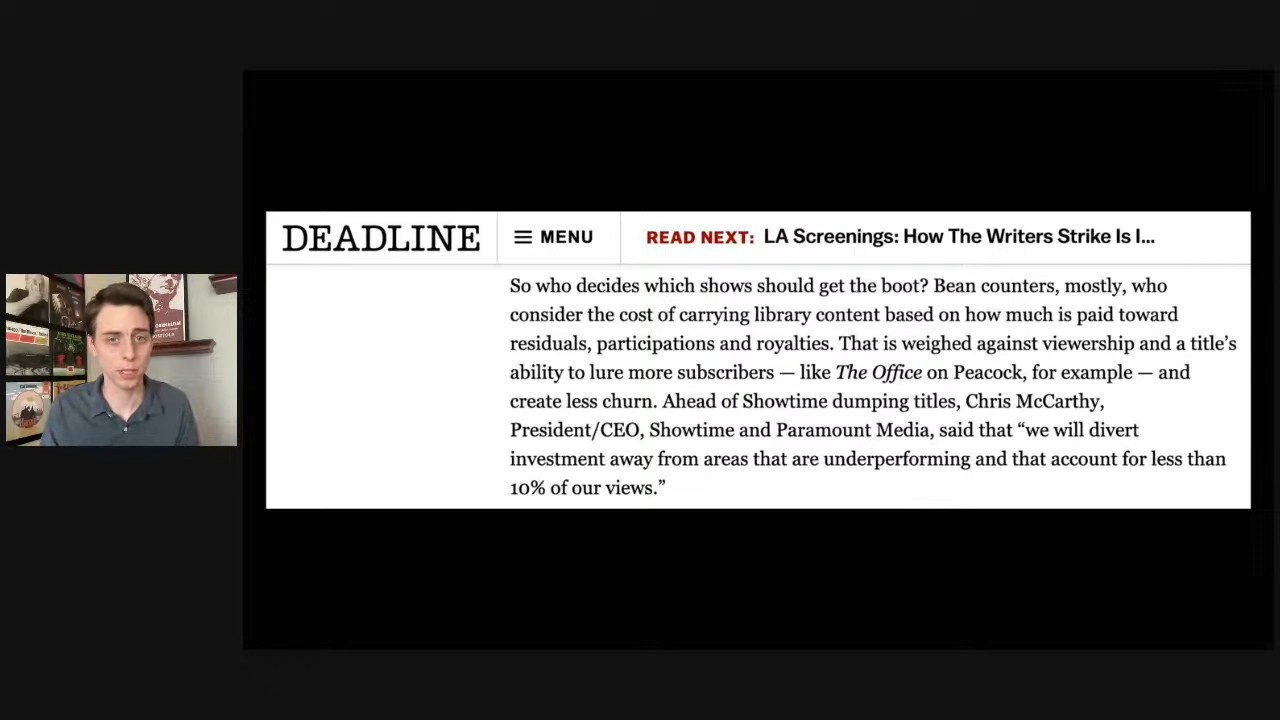 DEADLINE
MENU
READ NEXT: LA Screenings: How The Writers Strike Is I...
So who decides which shows should get the boot? Bean counters, mostly, who
consider the cost of carrying library content based on how much is paid toward
residuals, participations and royalties. That is weighed against viewership and a title’s
ability to lure more subscribers — like The Office on Peacock, for example — and
create less churn. Ahead of Showtime dumping titles, Chris McCarthy,
President/CEO, Showtime and Paramount Media, said that “we will divert
investment away from areas that are underperforming and that account for less than
10% of our views.”